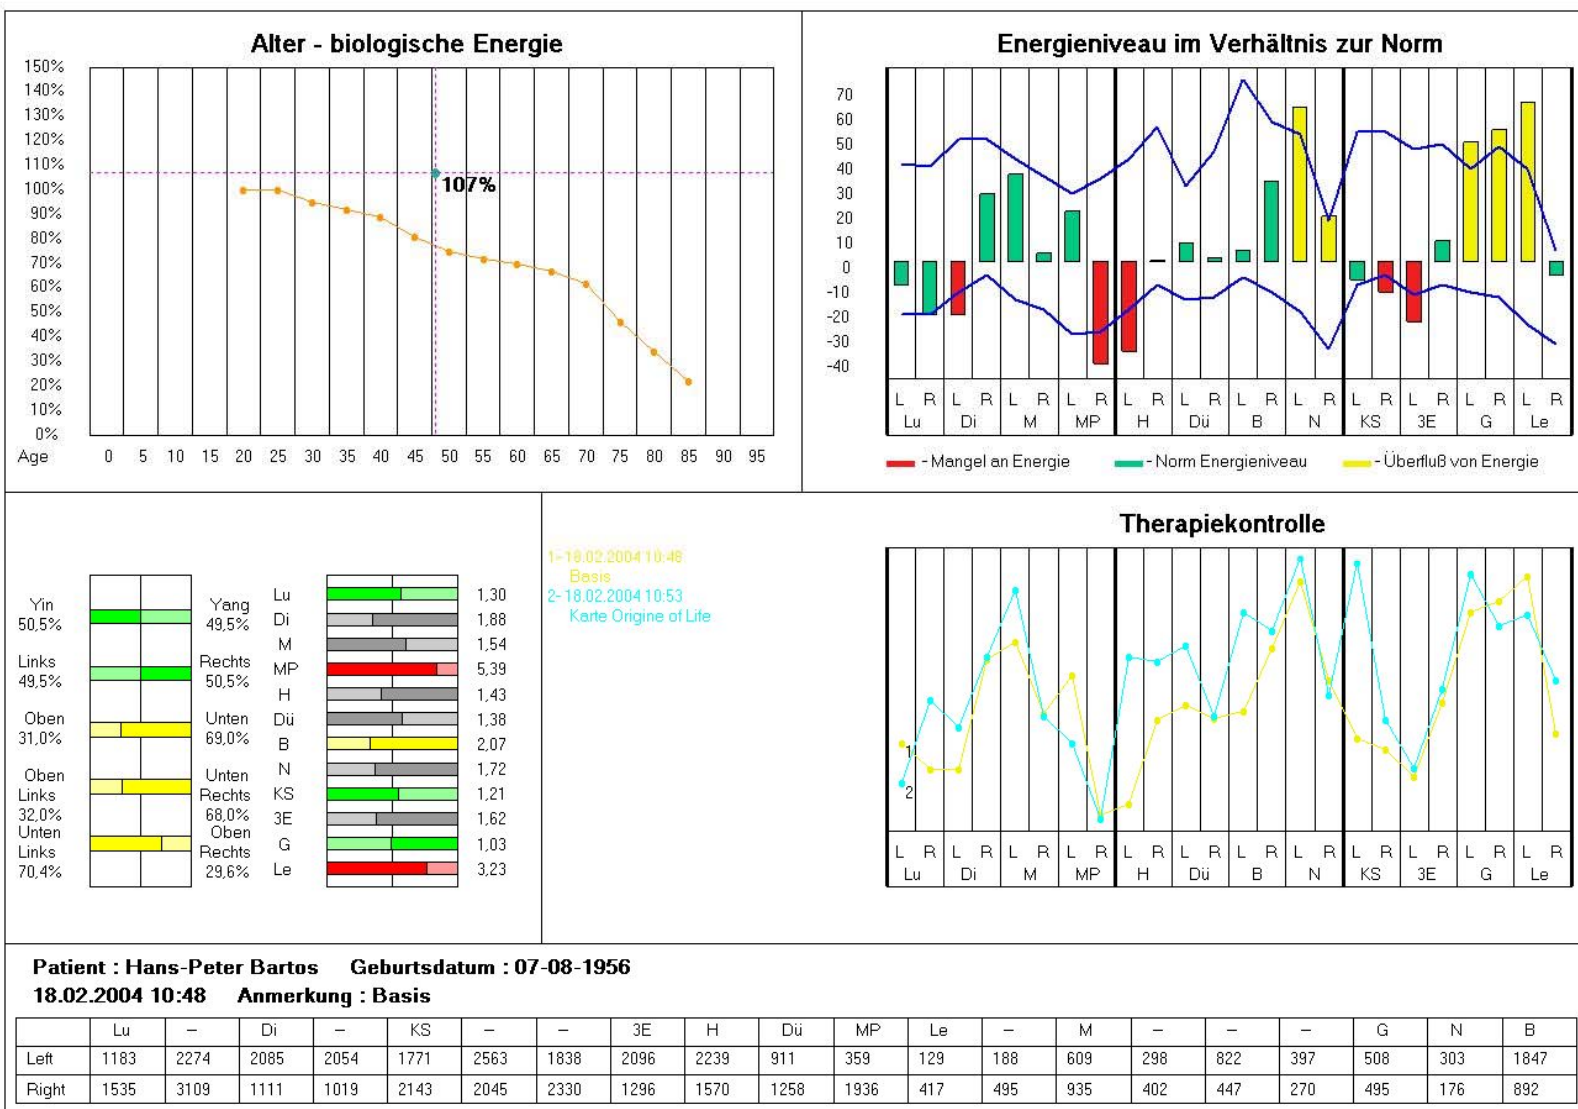 Alter - biologische Energie
150%
140%
130%
120%
110%
100%
90%
80%
70%
60%
50%
40%
30%
20%
10%
0%
107%
Age 0 5 10 15 20 25 30 35 40 45 50 55 60 65 70 75 80 85 90 95
Energieniveau im Verhältnis zur Norm
70
60
50
40
30
20
10
0
-10
-20
-30
-40
L R L R L R L R L R L R L R L R L R L R L R L R
Lu Di M MP H Dü B N KS 3E G Le
- Mangel an Energie - Norm Energieniveau - Überfluß von Energie
Yin Yang
50,5% 49,5%
Links Rechts
49,5% 50,5%
Oben Unten
31,0% 69,0%
Oben Unten
Links Rechts
32,0% 68,0%
Unten Oben
Links Rechts
70,4% 29,6%
Lu 1,30
Di 1,88
M 1,54
MP 5,39
H 1,43
Dü 1,38
B 2,07
N 1,72
KS 1,21
3E 1,62
G 1,03
Le 3,23
1- 18.02.2004 10:48
Basis
2- 18.02.2004 10:53
Karte Origine of Life
Therapiekontrolle
1
2
L R L R L R L R L R L R L R L R L R L R L R L R
Lu Di M MP H Dü B N KS 3E G Le
Patient : Hans-Peter Bartos Geburtsdatum : 07-08-1956
18.02.2004 10:48 Anmerkung : Basis
Lu – Di – KS – – 3E H Dü MP Le – M – – – G N B
Left 1183 2274 2085 2054 1771 2563 1838 2096 2239 911 359 129 188 609 298 822 397 508 303 1847
Right 1535 3109 1111 1019 2143 2045 2330 1296 1570 1258 1936 417 495 935 402 447 270 495 176 892